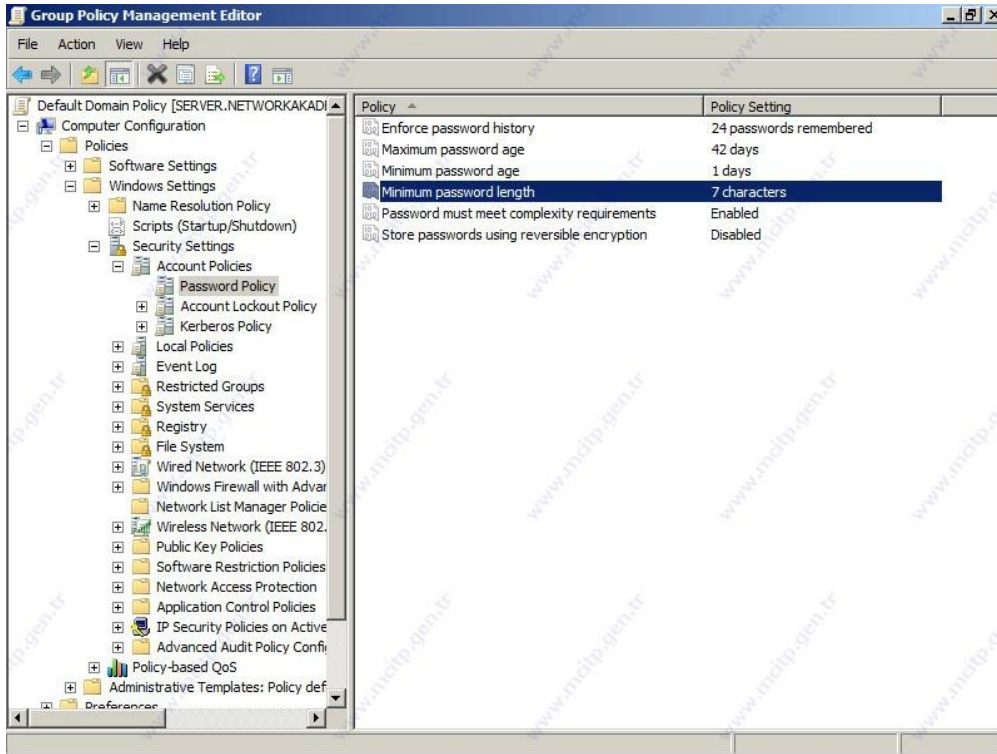 Group Policy Management Editor
File Action View Help
Default Domain Policy [SERVER.NETWORKAKADI
Computer Configuration
Policies
Software Settings
Windows Settings
Name Resolution Policy
Scripts (Startup/Shutdown)
Security Settings
Account Policies
Password Policy
Account Lockout Policy
Kerberos Policy
Local Policies
Event Log
Restricted Groups
System Services
Registry
File System
Wired Network (IEEE 802.3)
Windows Firewall with Advar
Network List Manager Policie
Wireless Network (IEEE 802.
Public Key Policies
Software Restriction Policies
Network Access Protection
Application Control Policies
IP Security Policies on Active
Advanced Audit Policy Config
Policy-based QoS
Administrative Templates: Policy def
Preferences
Policy Policy Setting
Enforce password history 24 passwords remembered
Maximum password age 42 days
Minimum password age 1 days
Minimum password length 7 characters
Password must meet complexity requirements Enabled
Store passwords using reversible encryption Disabled
www.mcitp.gen.tr